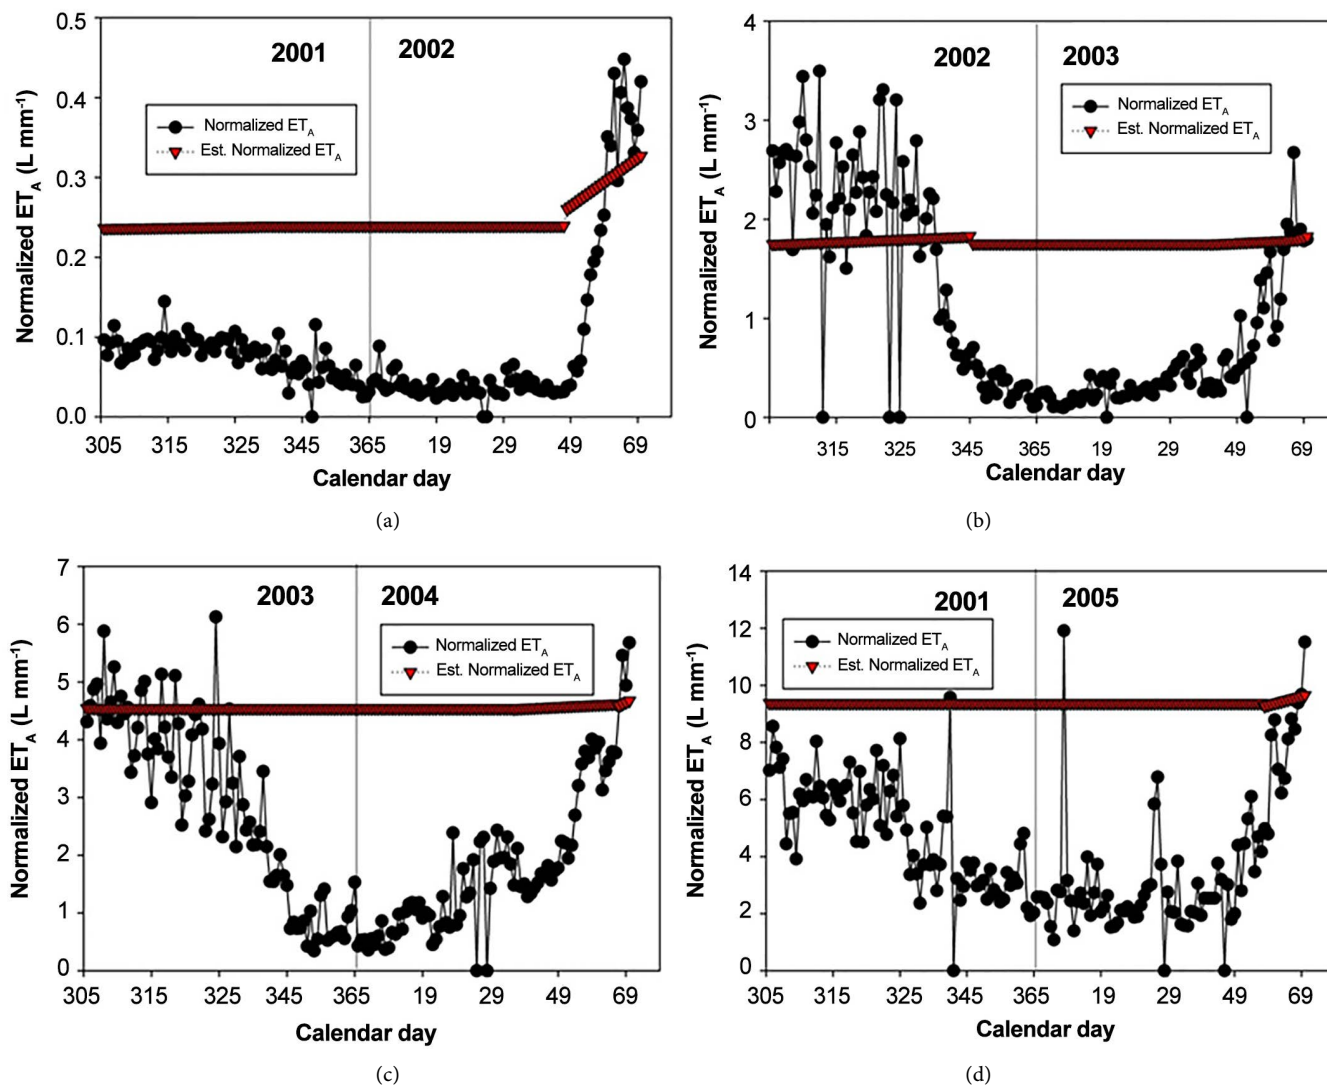 0.5
0.4
0.3
0.2
0.1
0.0
Normalized ETA (L mm-1)
2001
2002
Normalized ETA
Est. Normalized ETA
305 315 325 345 365 19 29 49 69
Calendar day
(a)
4
3
2
1
0
Normalized ETA (L mm-1)
2002
2003
Normalized ETA
Est. Normalized ETA
315 325 345 365 19 29 49 69
Calendar day
(b)
7
6
5
4
3
2
1
0
Normalized ETA (L mm-1)
2003
2004
Normalized ETA
Est. Normalized ETA
305 315 325 345 365 19 29 49 69
Calendar day
(c)
14
12
10
8
6
4
2
0
Normalized ETA (L mm-1)
2001
2005
Normalized ETA
Est. Normalized ETA
305 315 325 345 365 19 29 49 69
Calendar day
(d)